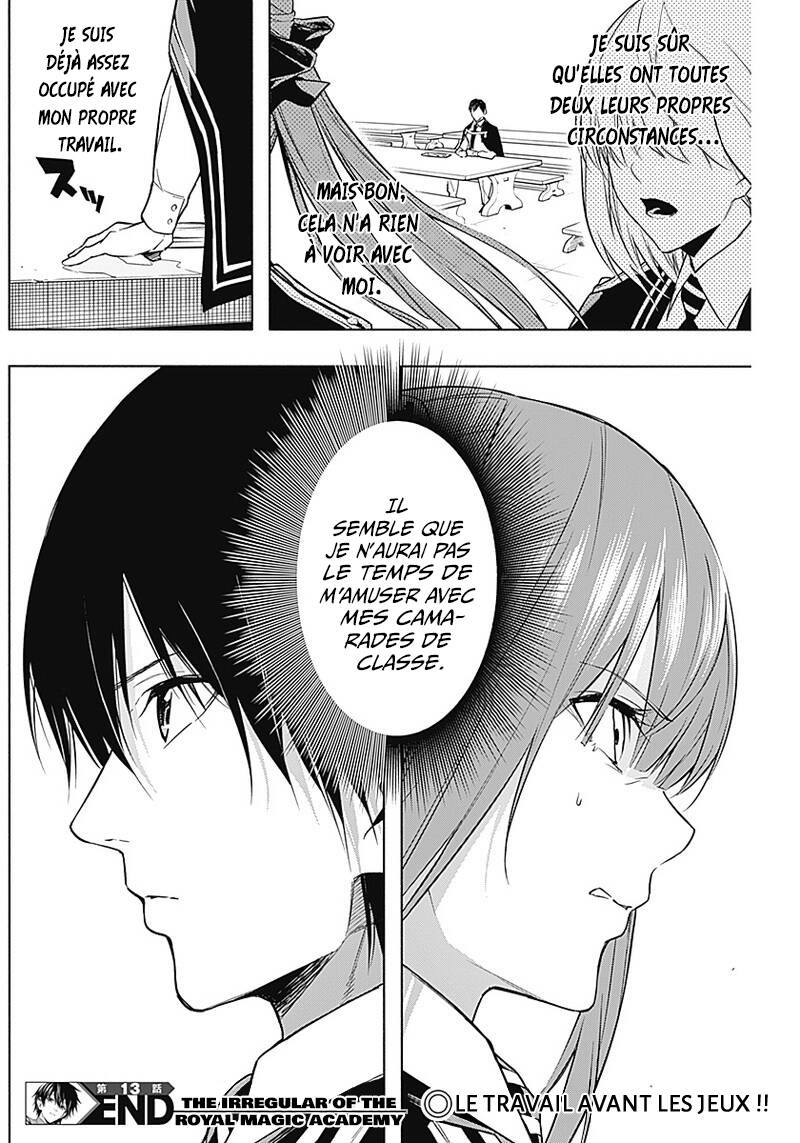 JE SUIS SÛR
QU'ELLES ONT TOUTES
DEUX LEURS PROPRES
CIRCONSTANCES...
MAIS BON,
CELA N'A RIEN
À VOIR AVEC
MOI.
JE SUIS
DÉJÀ ASSEZ
OCCUPÉ AVEC
MON PROPRE
TRAVAIL.
スッ
IL
SEMBLE QUE
JE N'AURAI PAS
LE TEMPS DE
M'AMUSER AVEC
MES CAMA-
RADES DE
CLASSE.
第13話
END
THE IRREGULAR OF THE
ROYAL MAGIC ACADEMY
◎LE TRAVAIL AVANT LES JEUX !!